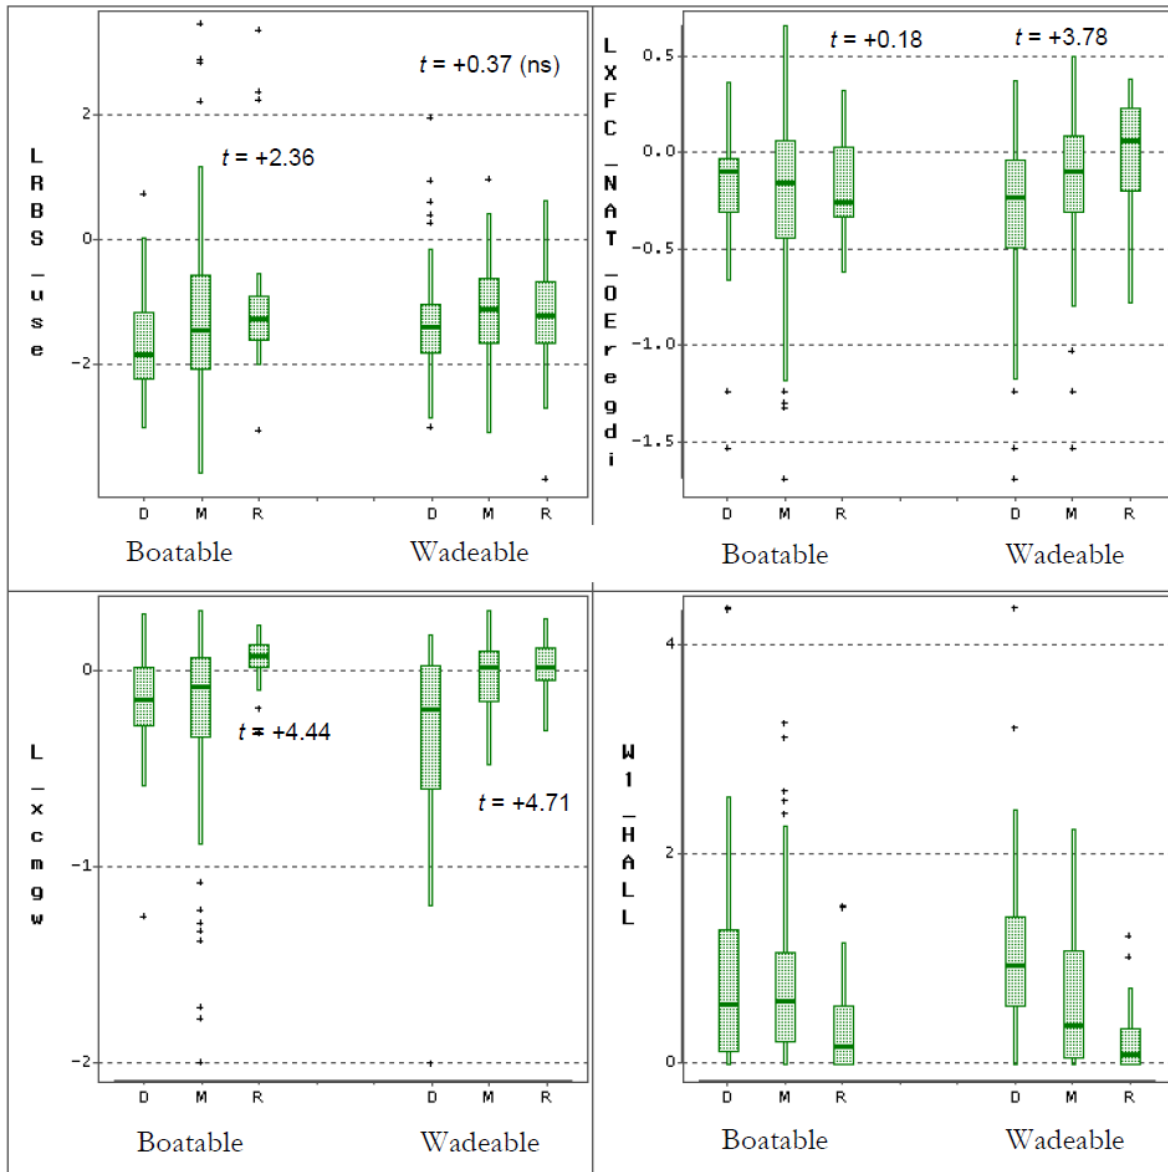 LRBS_use
2
0
-2
t = +2.36
t = +0.37 (ns)
D M R D M R
Boatable Wadeable
LXFC_NAT_OEregdi
0.5
0.0
-0.5
-1.0
-1.5
t = +0.18
t = +3.78
D M R D M R
Boatable Wadeable
L_xcmgw
0
-1
-2
t = +4.44
t = +4.71
D M R D M R
Boatable Wadeable
W1_HALL
4
2
0
D M R D M R
Boatable Wadeable